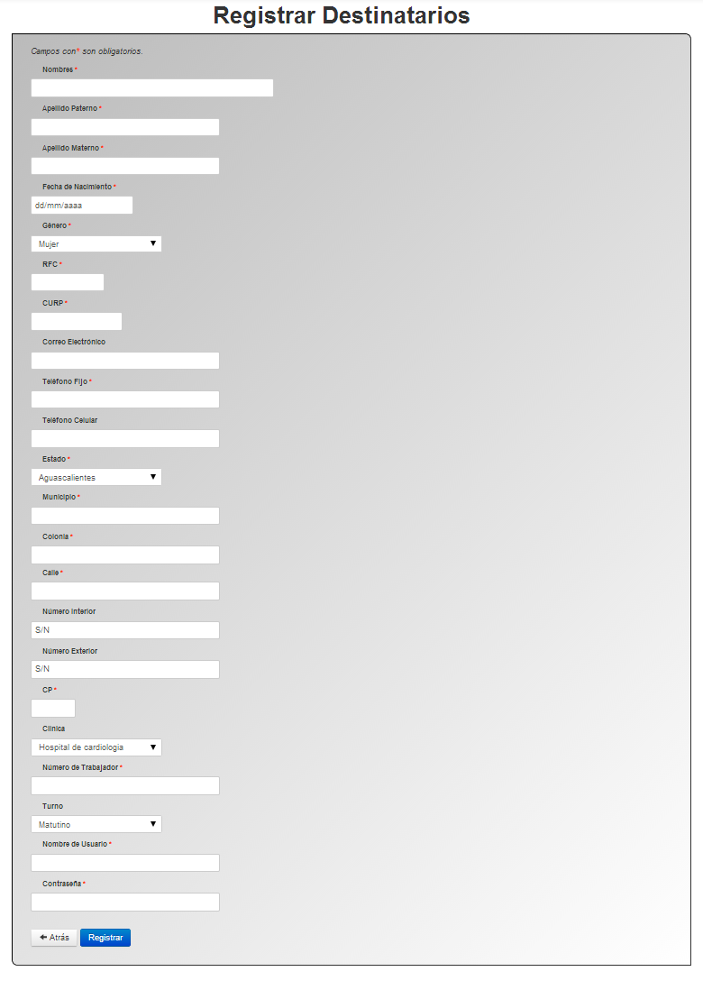 Registrar Destinatarios
Campos con* son obligatorios.
Nombres *
Apellido Paterno *
Apellido Materno *
Fecha de Nacimiento *
dd/mm/aaaa
Género *
Mujer
RFC *
CURP *
Correo Electrónico
Teléfono Fijo *
Teléfono Celular
Estado *
Aguascalientes
Municipio *
Colonia *
Calle *
Número Interior
S/N
Número Exterior
S/N
CP *
Clínica
Hospital de cardiologia
Número de Trabajador *
Turno
Matutino
Nombre de Usuario *
Contraseña *
Atrás Registrar